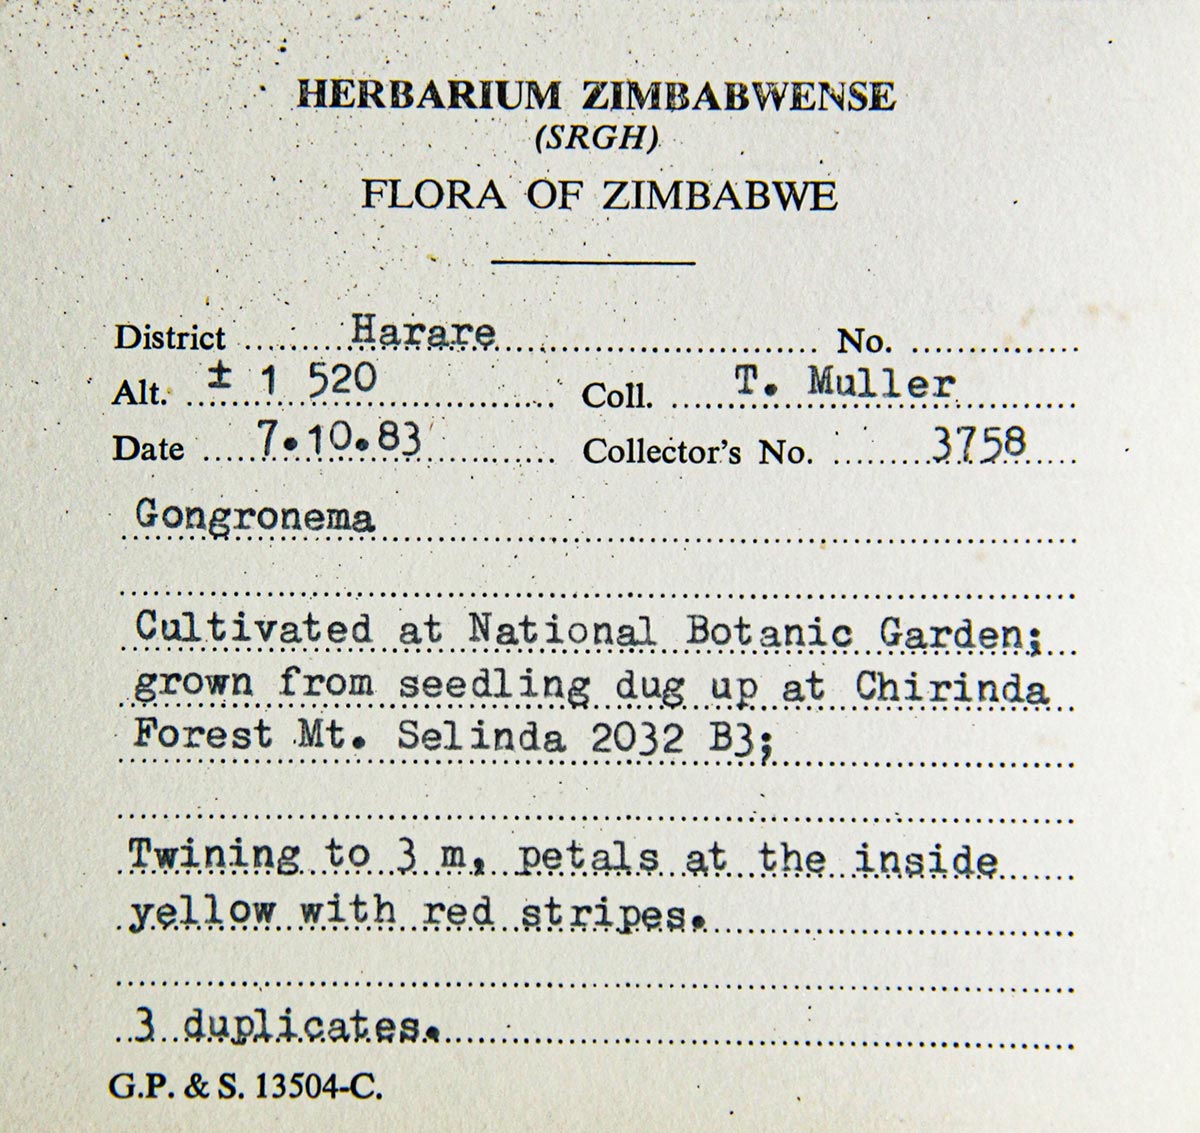 HERBARIUM ZIMBABWENSE
(SRGH)
FLORA OF ZIMBABWE
District Harare No.
Alt. ± 1 520 Coll. T. Muller
Date 7.10.83 Collector's No. 3758
Gongronema
Cultivated at National Botanic Garden;
grown from seedling dug up at Chirinda
Forest Mt. Selinda 2032 B3;
Twining to 3 m, petals at the inside
yellow with red stripes.
3 duplicates.
G.P. & S. 13504-C.